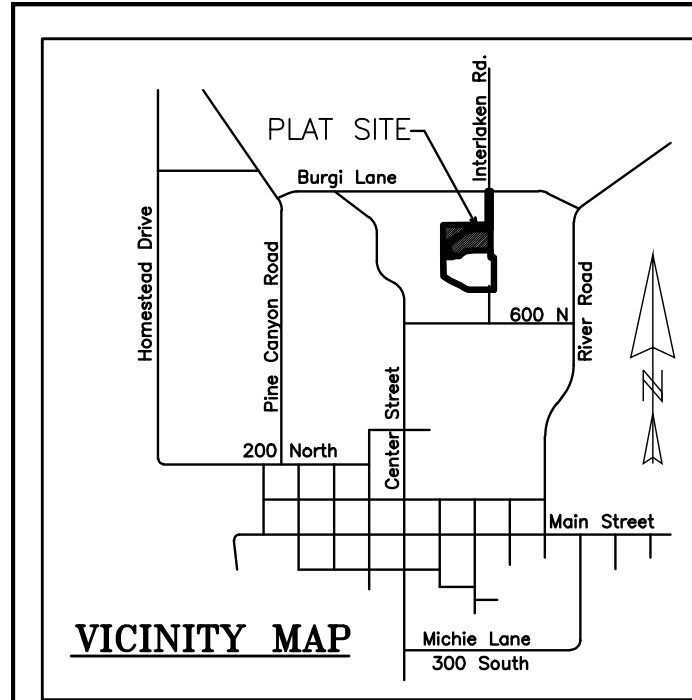 Interlaken Rd.
PLAT SITE
Burgi Lane
Homestead Drive
Pine Canyon Road
River Road
600 N
N
Center Street
200 North
Main Street
VICINITY MAP
Michie Lane
300 South